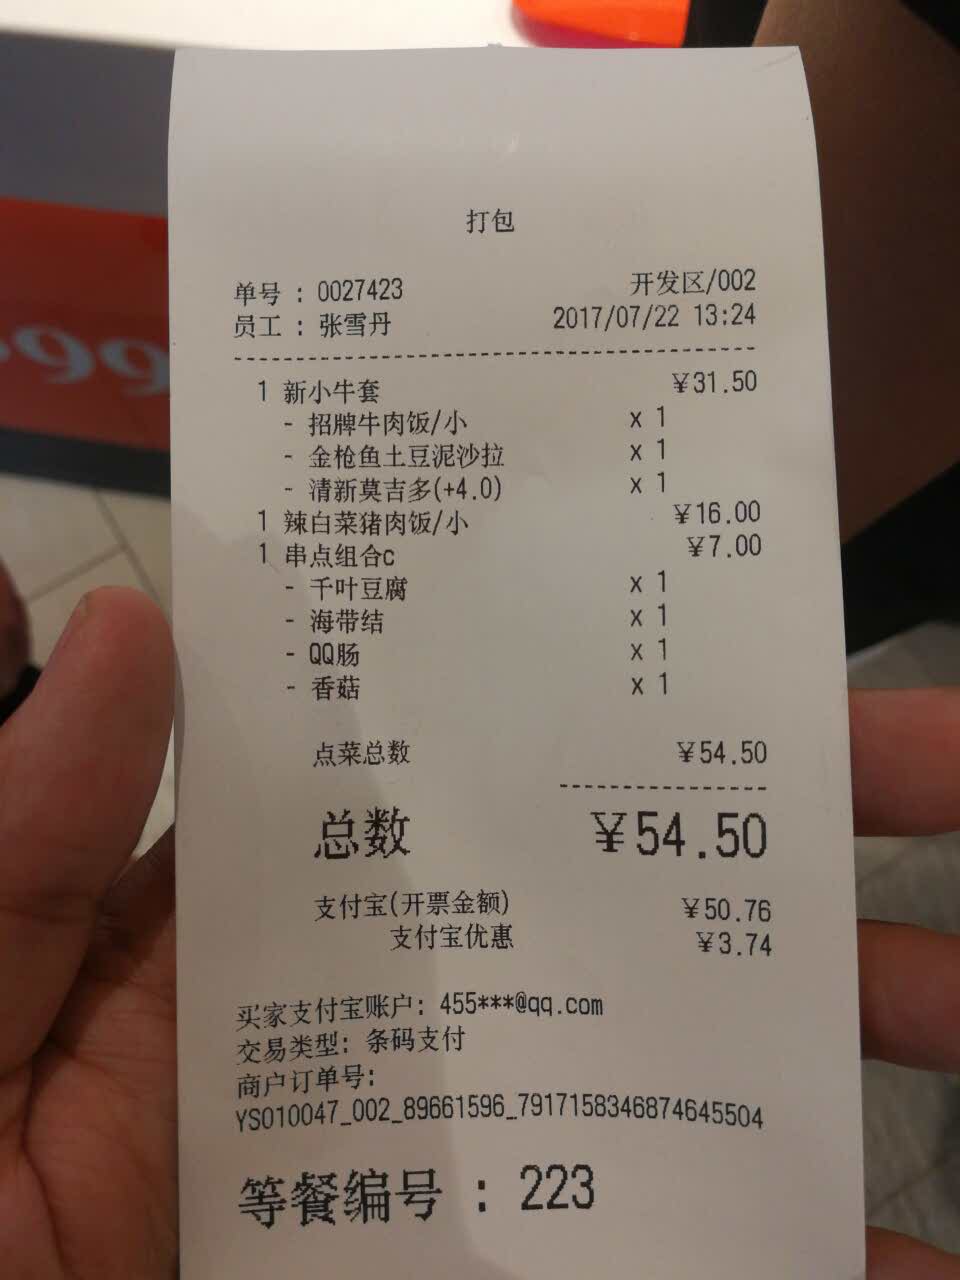 999
打包
单号 : 0027423 开发区/002
员工 : 张雪丹 2017/07/22 13:24
1 新小牛套 ¥31.50
- 招牌牛肉饭/小 x 1
- 金枪鱼土豆泥沙拉 x 1
- 清新莫吉多(+4.0) x 1
1 辣白菜猪肉饭/小 ¥16.00
1 串点组合c ¥7.00
- 千叶豆腐 x 1
- 海带结 x 1
- QQ肠 x 1
- 香菇 x 1
点菜总数 ¥54.50
总数 ¥54.50
支付宝(开票金额) ¥50.76
支付宝优惠 ¥3.74
买家支付宝账户: 455***@qq.com
交易类型: 条码支付
商户订单号:
YS010047_002_89661596_7917158346874645504
等餐编号 : 223